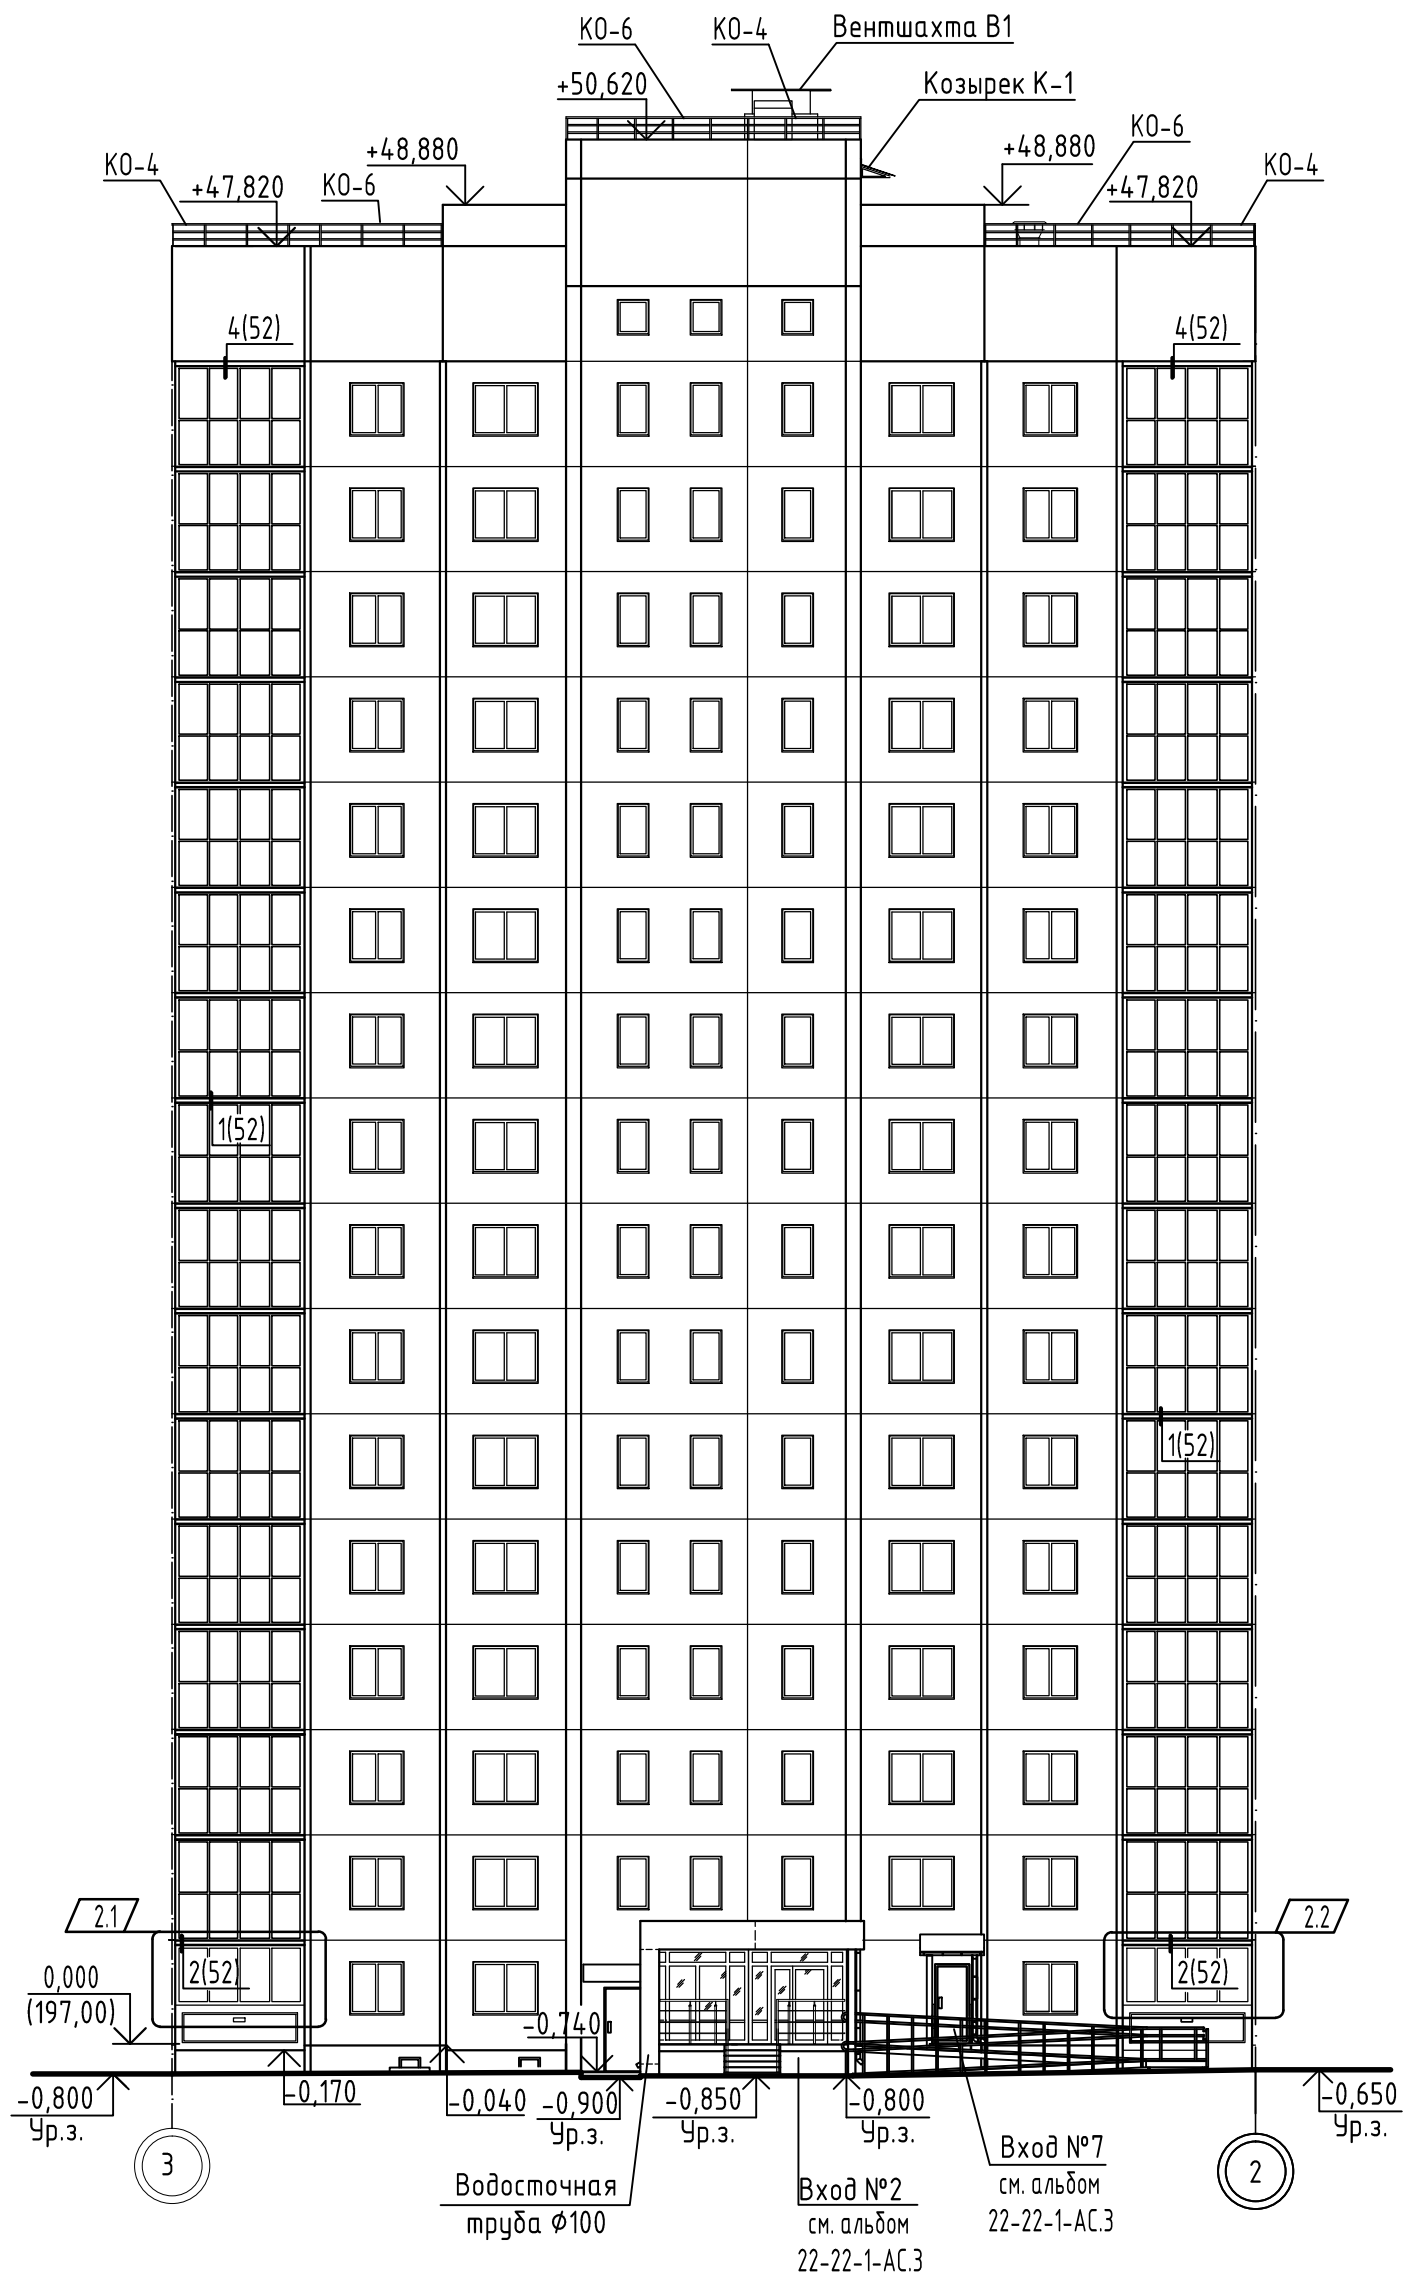 КО-6
КО-4
Вентшахта В1
+50,620
Козырек К-1
КО-4
+47,820
КО-6
+48,880
+48,880
КО-6
+47,820
КО-4
4(52)
4(52)
1(52)
1(52)
2.1
2.2
2(52)
2(52)
0,000
(197,00)
-0,740
-0,800
Ур.з.
-0,170
-0,040
-0,900
Ур.з.
-0,850
Ур.з.
-0,800
Ур.з.
-0,650
Ур.з.
3
2
Водосточная
труба Ф100
Вход №2
см. альбом
22-22-1-АС.3
Вход №7
см. альбом
22-22-1-АС.3